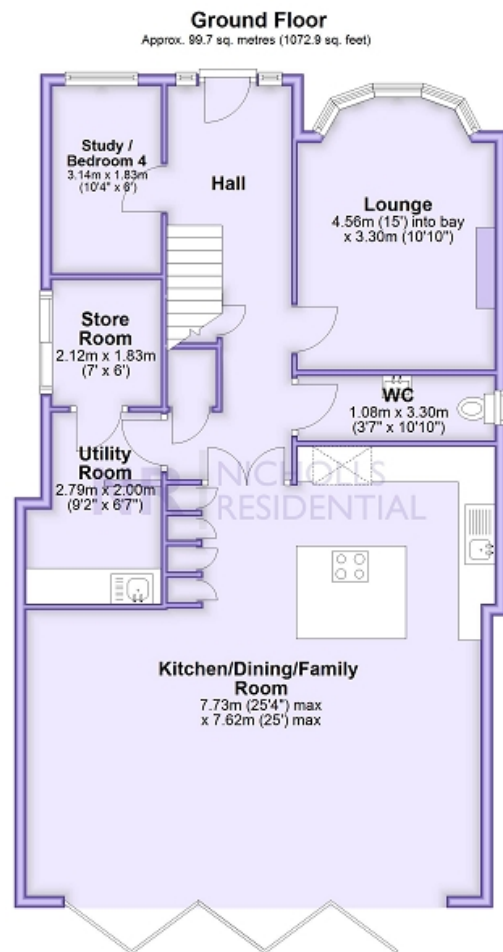 Ground Floor
Approx. 99.7 sq. metres (1072.9 sq. feet)
Study /
Bedroom 4
3.14m x 1.83m
(10'4" x 6')
Hall
Lounge
4.56m (15') into bay
x 3.30m (10'10")
Store
Room
2.12m x 1.83m
(7' x 6')
WC
1.08m x 3.30m
(3'7" x 10'10")
Utility
Room
2.79m x 2.00m
(9'2" x 6'7")
NICHOLLS
RESIDENTIAL
Kitchen/Dining/Family
Room
7.73m (25'4") max
x 7.62m (25') max